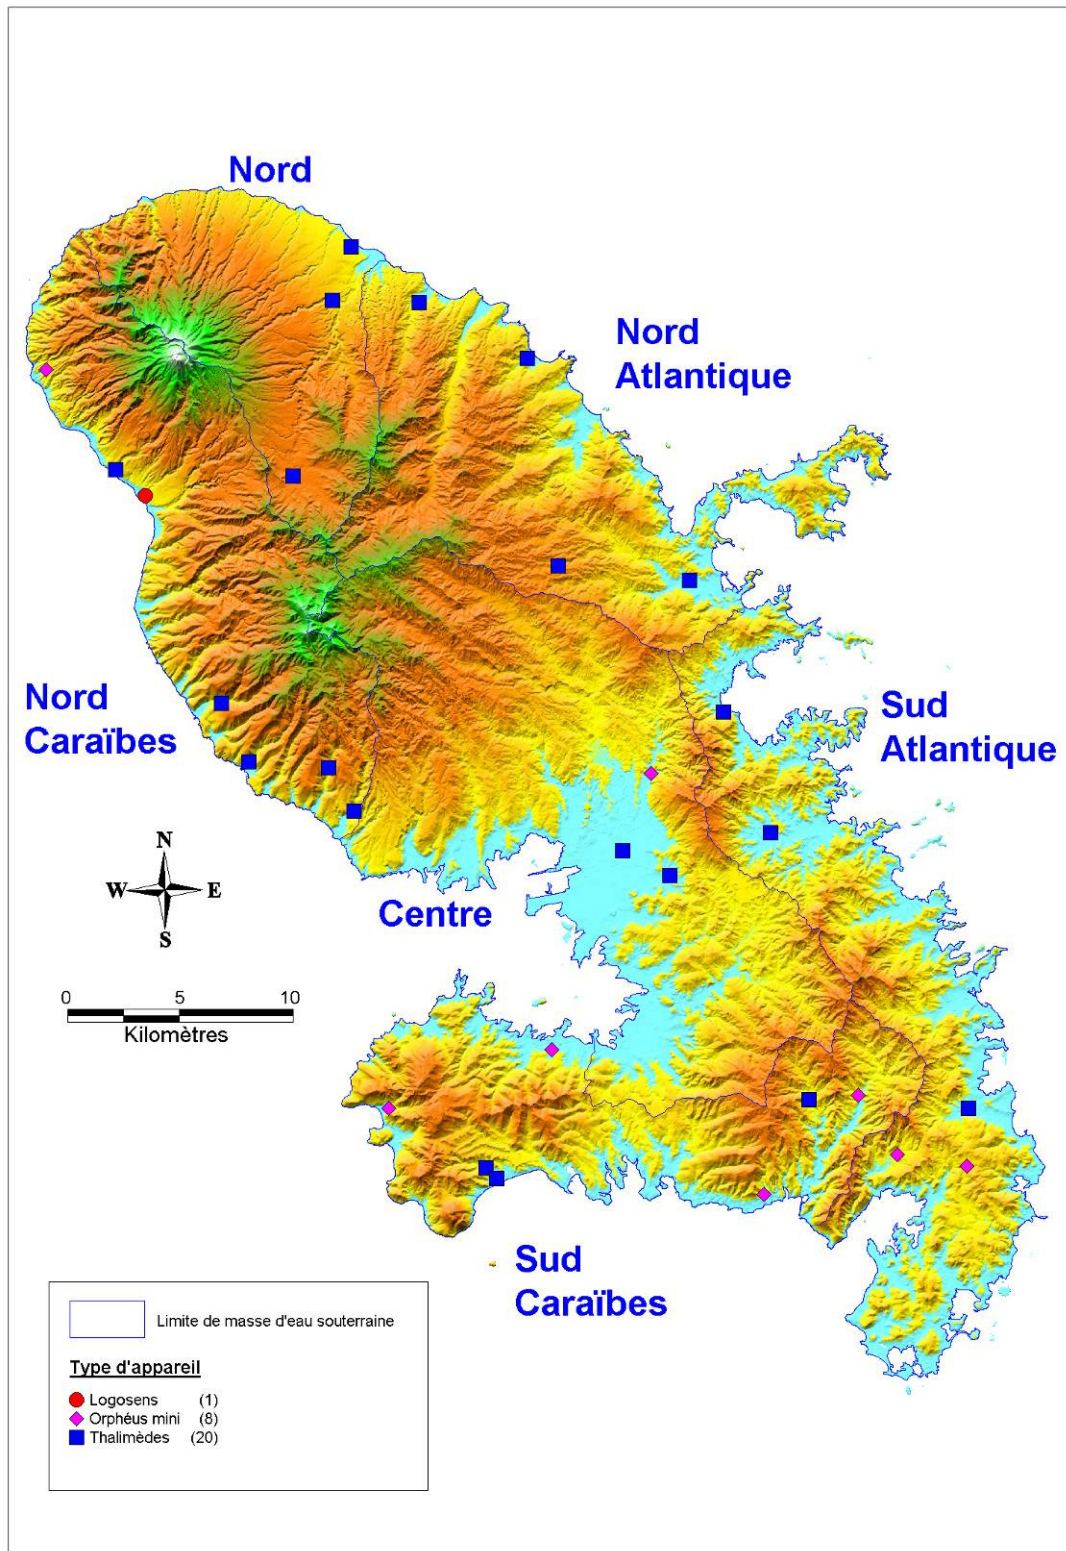 Nord
Nord
Atlantique
Nord
Caraïbes
Sud
Atlantique
N
W
E
S
Centre
0
5
10
Kilomètres
Sud
Caraïbes
Limite de masse d'eau souterraine
Type d'appareil
Logosens (1)
Orphéus mini (8)
Thalimèdes (20)